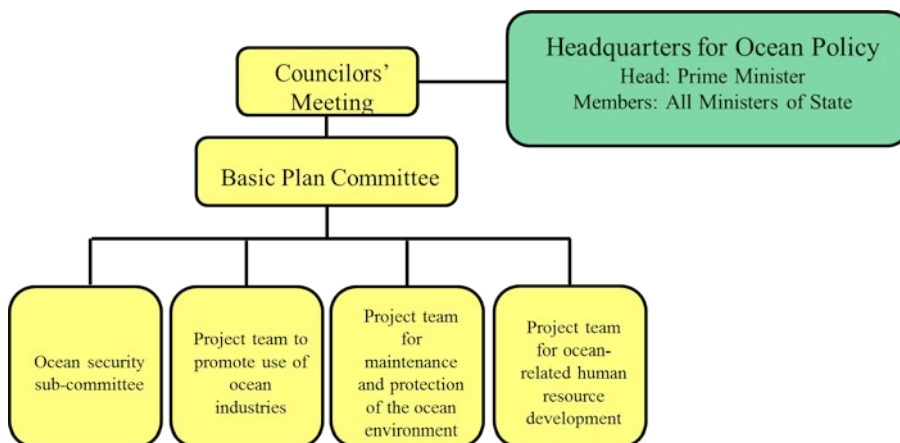 Headquarters for Ocean Policy
Head: Prime Minister
Members: All Ministers of State
Councilors’
Meeting
Basic Plan Committee
Ocean security
sub-committee
Project team to
promote use of
ocean
industries
Project team
for
maintenance
and protection
of the ocean
environment
Project team
for ocean-
related human
resource
development